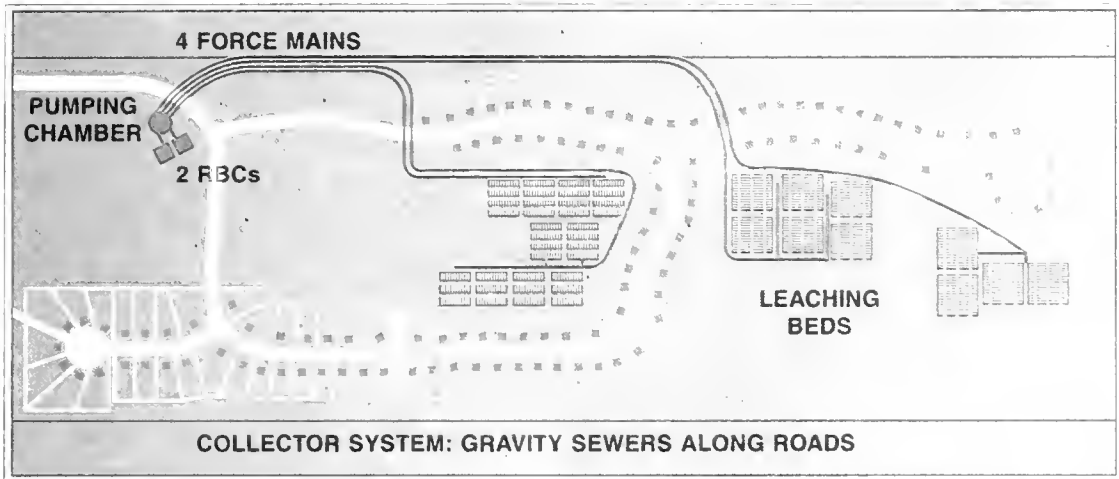 4 FORCE MAINS
PUMPING
CHAMBER
2 RBCs
LEACHING
BEDS
COLLECTOR SYSTEM: GRAVITY SEWERS ALONG ROADS